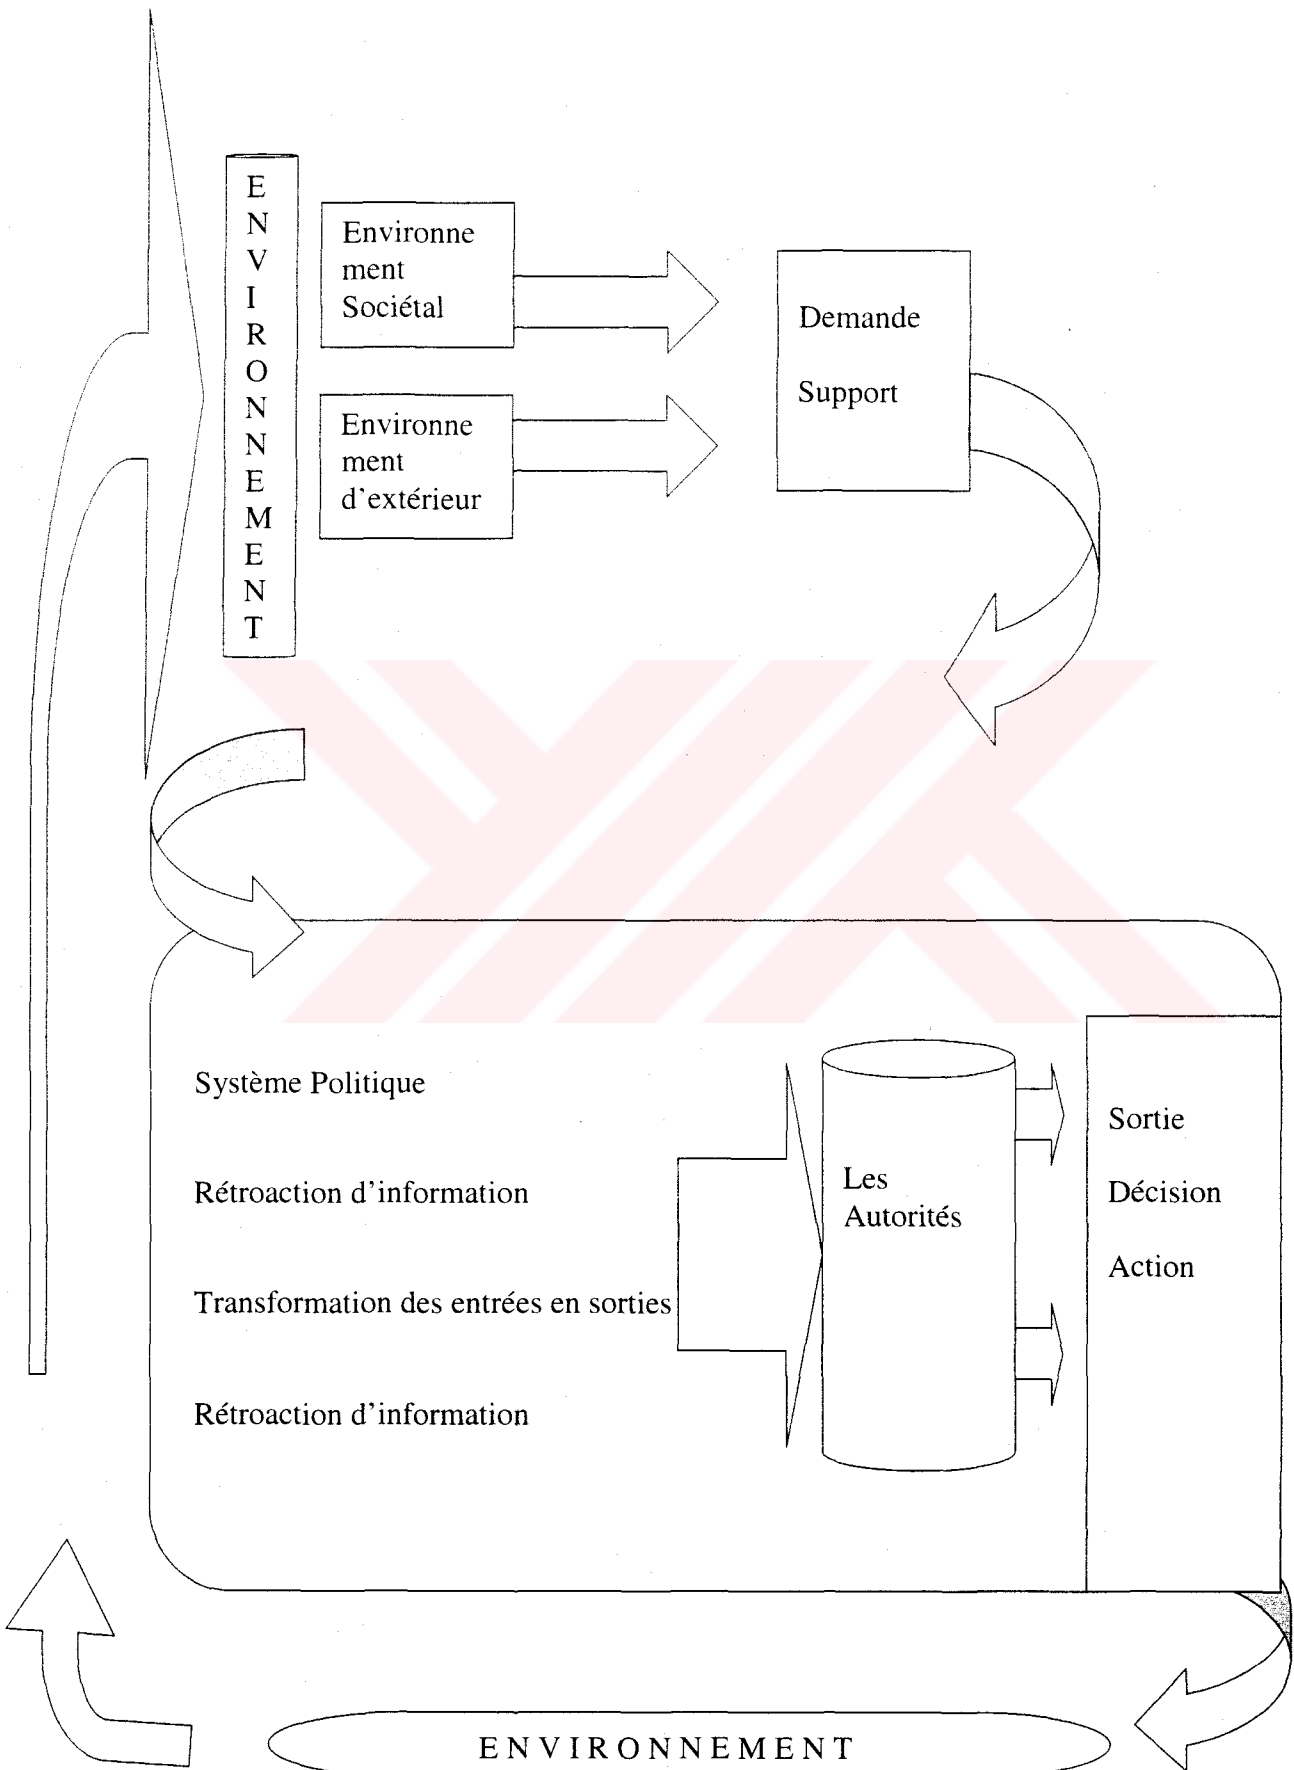 E
N
V
I
R
O
N
N
E
M
E
N
T
Environne
ment
Sociétal
Environne
ment
d'extérieur
Demande
Support
Système Politique
Rétroaction d'information
Transformation des entrées en sorties
Rétroaction d'information
Les
Autorités
Sortie
Décision
Action
E N V I R O N N E M E N T